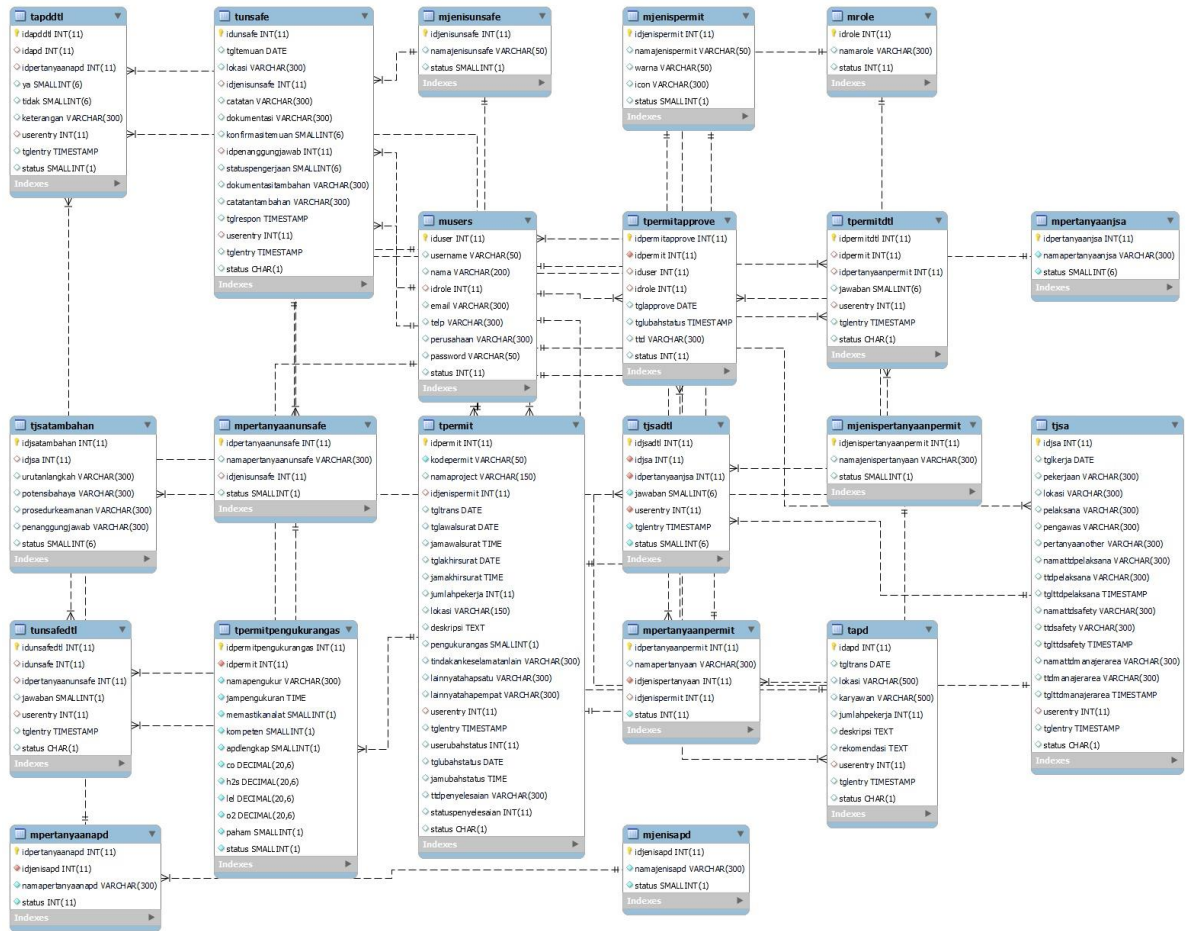 tapddtl
idapddtl INT(11)
idapd INT(11)
idpertanyaanapd INT(11)
ya SMALLINT(6)
tidak SMALLINT(6)
keterangan VARCHAR(300)
userentry INT(11)
tglentry TIMESTAMP
status SMALLINT(1)
Indexes
tunsafe
idunsafe INT(11)
tgltemuan DATE
lokasi VARCHAR(300)
idjenisunsafe INT(11)
catatan VARCHAR(300)
dokumentasi VARCHAR(300)
konfirmasitemuan SMALLINT(6)
idpenanggungjawab INT(11)
statuspengerjaan SMALLINT(6)
dokumentasitambahan VARCHAR(300)
catatantambahan VARCHAR(300)
tglrespon TIMESTAMP
userentry INT(11)
tglentry TIMESTAMP
status CHAR(1)
Indexes
mjenisunsafe
idjenisunsafe INT(11)
namajenisunsafe VARCHAR(50)
status SMALLINT(1)
Indexes
mjenispermit
idjenispermit INT(11)
namajenispermit VARCHAR(50)
warna VARCHAR(50)
icon VARCHAR(300)
status SMALLINT(1)
Indexes
mrole
idrole INT(11)
namarole VARCHAR(300)
status INT(11)
Indexes
musers
iduser INT(11)
username VARCHAR(50)
nama VARCHAR(200)
idrole INT(11)
email VARCHAR(300)
telp VARCHAR(300)
perusahaan VARCHAR(300)
password VARCHAR(50)
status INT(11)
Indexes
tpermitapprove
idpermitapprove INT(11)
idpermit INT(11)
iduser INT(11)
idrole INT(11)
tglapprove DATE
tglubahstatus TIMESTAMP
ttd VARCHAR(300)
status INT(11)
Indexes
tpermitdtl
idpermitdtl INT(11)
idpermit INT(11)
idpertanyaanpermit INT(11)
jawaban SMALLINT(6)
userentry INT(11)
tglentry TIMESTAMP
status CHAR(1)
Indexes
mpertanyaanjsa
idpertanyaanjsa INT(11)
namapertanyaanjsa VARCHAR(300)
status SMALLINT(6)
Indexes
tjsatambahan
idjsatambahan INT(11)
idjsa INT(11)
urutanlangkah VARCHAR(300)
potensibahaya VARCHAR(300)
prosedurkeamanan VARCHAR(300)
penanggungjawab VARCHAR(300)
status SMALLINT(6)
Indexes
mpertanyaanunsafe
idpertanyaanunsafe INT(11)
namapertanyaanunsafe VARCHAR(300)
idjenisunsafe INT(11)
status SMALLINT(1)
Indexes
tpermit
idpermit INT(11)
kodepermit VARCHAR(50)
namaproject VARCHAR(150)
idjenispermit INT(11)
tgltrans DATE
tglawalsurat DATE
jamawalsurat TIME
tglakhirsurat DATE
jamakhirsurat TIME
jumlahpekerja INT(11)
lokasi VARCHAR(150)
deskripsi TEXT
pengukurangas SMALLINT(1)
tindakankeselamatanlain VARCHAR(300)
lainnyatahapsatu VARCHAR(300)
lainnyatahapempat VARCHAR(300)
userentry INT(11)
tglentry TIMESTAMP
userubahstatus INT(11)
tglubahstatus DATE
jamubahstatus TIME
ttdpenyelesaian VARCHAR(300)
statuspenyelesaian INT(11)
status CHAR(1)
Indexes
tjsadtl
idjsadtl INT(11)
idjsa INT(11)
idpertanyaanjsa INT(11)
jawaban SMALLINT(6)
userentry INT(11)
tglentry TIMESTAMP
status SMALLINT(6)
Indexes
mjenispertanyaanpermit
idjenispertanyaanpermit INT(11)
namajenispertanyaan VARCHAR(300)
status SMALLINT(1)
Indexes
tjsa
idjsa INT(11)
tglkerja DATE
pekerjaan VARCHAR(300)
lokasi VARCHAR(300)
pelaksana VARCHAR(300)
pengawas VARCHAR(300)
pertanyaanother VARCHAR(300)
namattdpelaksana VARCHAR(300)
ttdpelaksana VARCHAR(300)
tglttdpelaksana TIMESTAMP
namattdsafety VARCHAR(300)
ttdsafety VARCHAR(300)
tglttdsafety TIMESTAMP
namattdmanajerarea VARCHAR(300)
ttdmanajerarea VARCHAR(300)
tglttdmanajerarea TIMESTAMP
userentry INT(11)
tglentry TIMESTAMP
status CHAR(1)
Indexes
tunsafedtl
idunsafedtl INT(11)
idunsafe INT(11)
idpertanyaanunsafe INT(11)
jawaban SMALLINT(1)
userentry INT(11)
tglentry TIMESTAMP
status CHAR(1)
Indexes
tpermitpengukurangas
idpermitpengukurangas INT(11)
idpermit INT(11)
namapengukur VARCHAR(300)
jampengukuran TIME
memastikanalat SMALLINT(1)
kompeten SMALLINT(1)
apdlengkap SMALLINT(1)
co DECIMAL(20,6)
h2s DECIMAL(20,6)
lel DECIMAL(20,6)
o2 DECIMAL(20,6)
paham SMALLINT(1)
status SMALLINT(1)
Indexes
mpertanyaanpermit
idpertanyaanpermit INT(11)
namapertanyaan VARCHAR(300)
idjenispertanyaan INT(11)
idjenispermit INT(11)
status INT(11)
Indexes
tapd
idapd INT(11)
tgltrans DATE
lokasi VARCHAR(500)
karyawan VARCHAR(500)
jumlahpekerja INT(11)
deskripsi TEXT
rekomendasi TEXT
userentry INT(11)
tglentry TIMESTAMP
status CHAR(1)
Indexes
mpertanyaanapd
idpertanyaanapd INT(11)
idjenisapd INT(11)
namapertanyaanapd VARCHAR(300)
status INT(11)
Indexes
mjenisapd
idjenisapd INT(11)
namajenisapd VARCHAR(300)
status SMALLINT(1)
Indexes